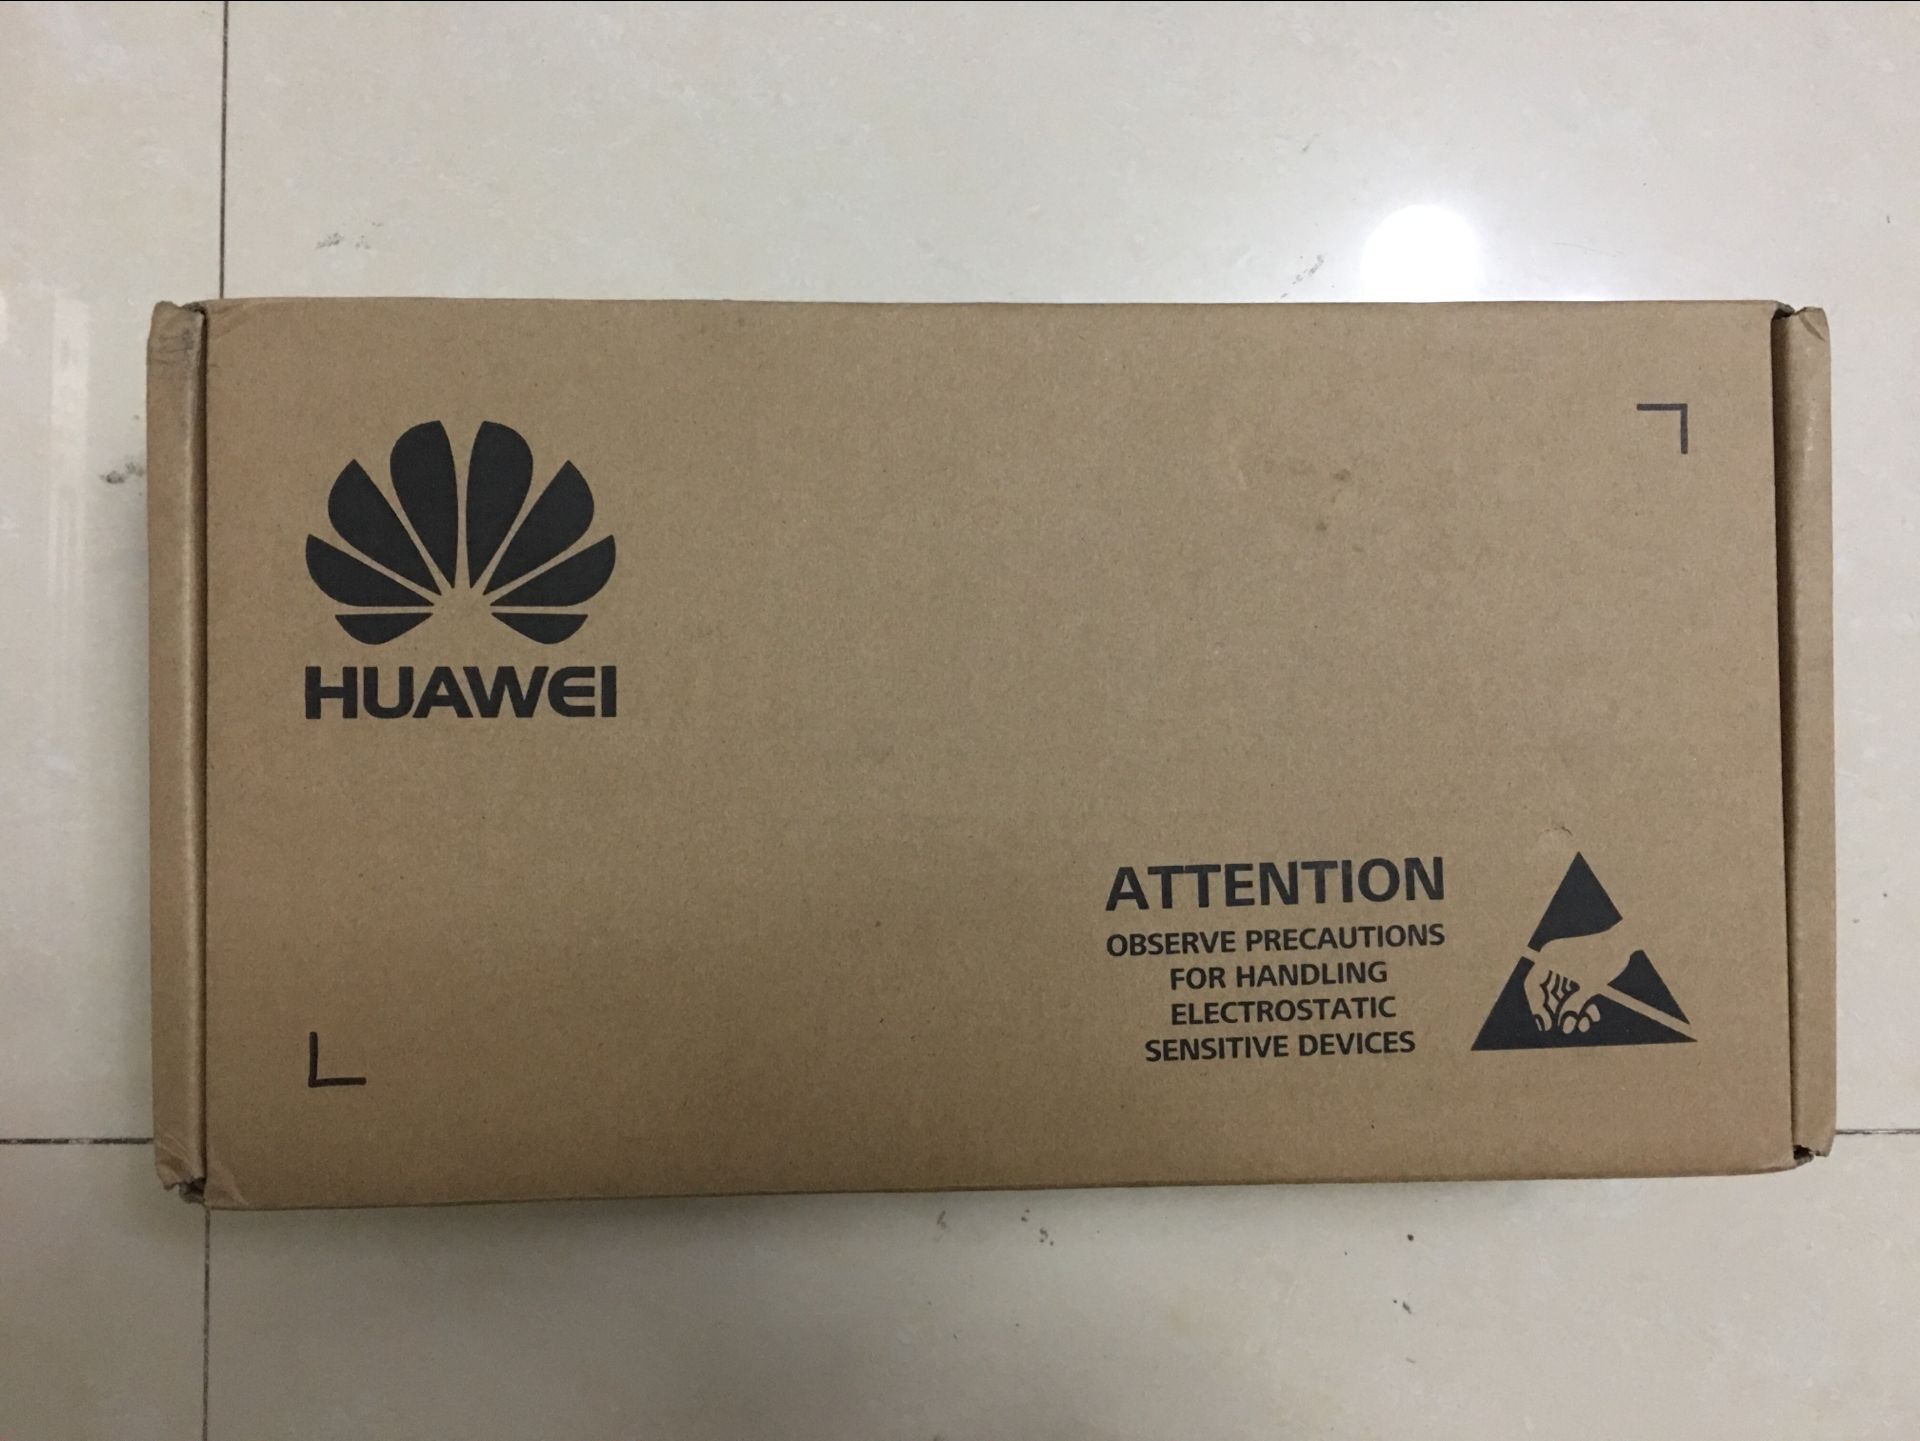 HUAWEI
ATTENTION
OBSERVE PRECAUTIONS
FOR HANDLING
ELECTROSTATIC
SENSITIVE DEVICES